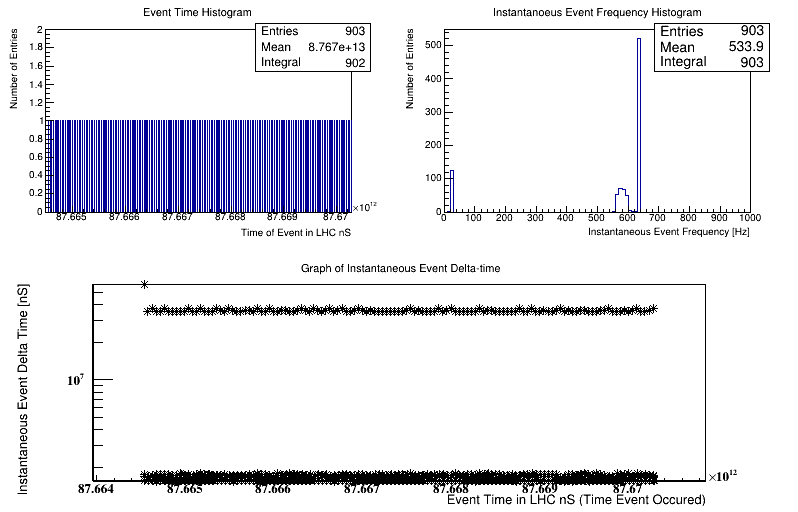 Event Time Histogram
Number of Entries
2
1.8
1.6
1.4
1.2
1
0.8
0.6
0.4
0.2
0
Entries 903
Mean 8.767e+13
Integral 902
87.665 87.666 87.667 87.668 87.669 87.67
×10¹²
Time of Event in LHC nS
Instantanoeus Event Frequency Histogram
Number of Entries
500
400
300
200
100
0
Entries 903
Mean 533.9
Integral 903
0 100 200 300 400 500 600 700 800 900 1000
Instantaneous Event Frequency [Hz]
Graph of Instantaneous Event Delta-time
Instantaneous Event Delta Time [nS]
10⁷
87.664 87.665 87.666 87.667 87.668 87.669 87.67
×10¹²
Event Time in LHC nS (Time Event Occured)